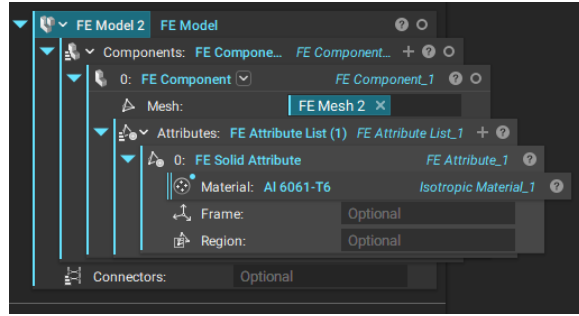 FE Model 2 FE Model
Components: FE Compone... FE Component...
0: FE Component FE Component_1
Mesh: FE Mesh 2
Attributes: FE Attribute List (1) FE Attribute List_1
0: FE Solid Attribute FE Attribute_1
Material: Al 6061-T6 Isotropic Material_1
Frame: Optional
Region: Optional
Connectors: Optional